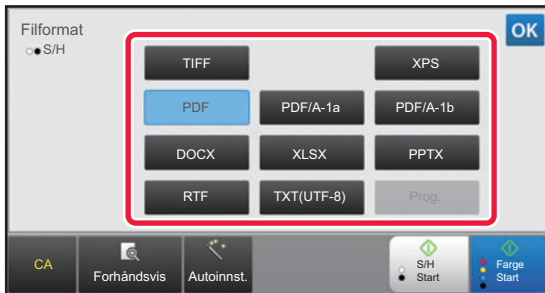 Filformat
S/H
OK
TIFF
XPS
PDF
PDF/A-1a
PDF/A-1b
DOCX
XLSX
PPTX
RTF
TXT(UTF-8)
Prog.
CA
Forhåndsvis
Autoinnst.
S/H
Start
Farge
Start